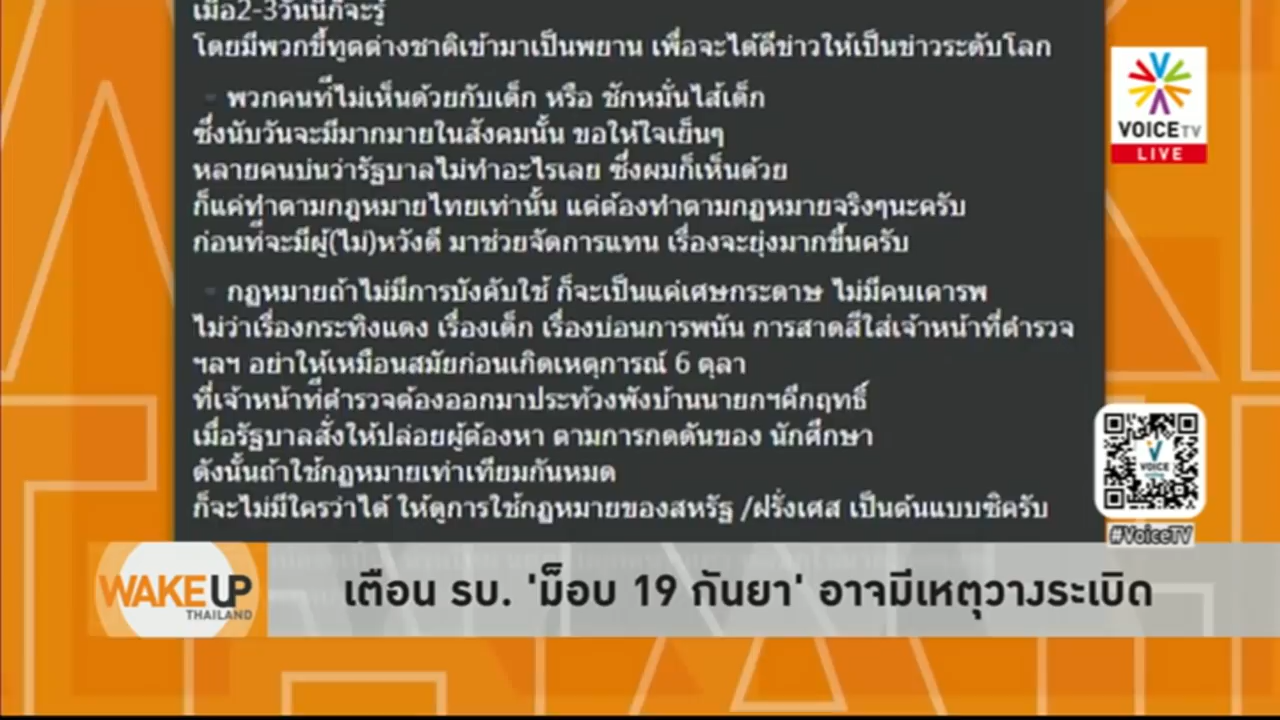 เมื่อ2-3วันนี้ก็จะรู้
โดยมีพวกขี้ทูตต่างชาติเข้ามาเป็นพยาน เพื่อจะได้ตีข่าวให้เป็นข่าวระดับโลก
- พวกคนที่ไม่เห็นด้วยกับเด็ก หรือ ชักหมั่นไส้เด็ก
ซึ่งนับวันจะมีมากมายในสังคมนั้น ขอให้ใจเย็นๆ
หลายคนบ่นว่ารัฐบาลไม่ทำอะไรเลย ซึ่งผมก็เห็นด้วย
ก็แค่ทำตามกฎหมายไทยเท่านั้น แต่ต้องทำตามกฏหมายจริงๆนะครับ
ก่อนที่จะมีผู้(ไม่)หวังดี มาช่วยจัดการแทน เรื่องจะยุ่งมากขึ้นครับ
- กฏหมายถ้าไม่มีการบังคับใช้ ก็จะเป็นแค่เศษกระดาษ ไม่มีคนเคารพ
ไม่ว่าเรื่องกระทิงแดง เรื่องเด็ก เรื่องบ่อนการพนัน การสาดสีใส่เจ้าหน้าที่ตำรวจ
ฯลฯ อย่าให้เหมือนสมัยก่อนเกิดเหตุการณ์ 6 ตุลา
ที่เจ้าหน้าที่ตำรวจต้องออกมาประท้วงพังบ้านนายกฯคึกฤทธิ์
เมื่อรัฐบาลสั่งให้ปล่อยผู้ต้องหา ตามการกดดันของ นักศึกษา
ดังนั้นถ้าใช้กฏหมายเท่าเทียมกันหมด
ก็จะไม่มีใครว่าได้ ให้ดูการใช้กฏหมายของสหรัฐ /ฝรั่งเศส เป็นต้นแบบซิครับ
VOICE TV
LIVE
VOICE
#VoiceTV
WAKE UP
THAILAND
เตือน รบ. 'ม็อบ 19 กันยา' อาจมีเหตุวางระเบิด